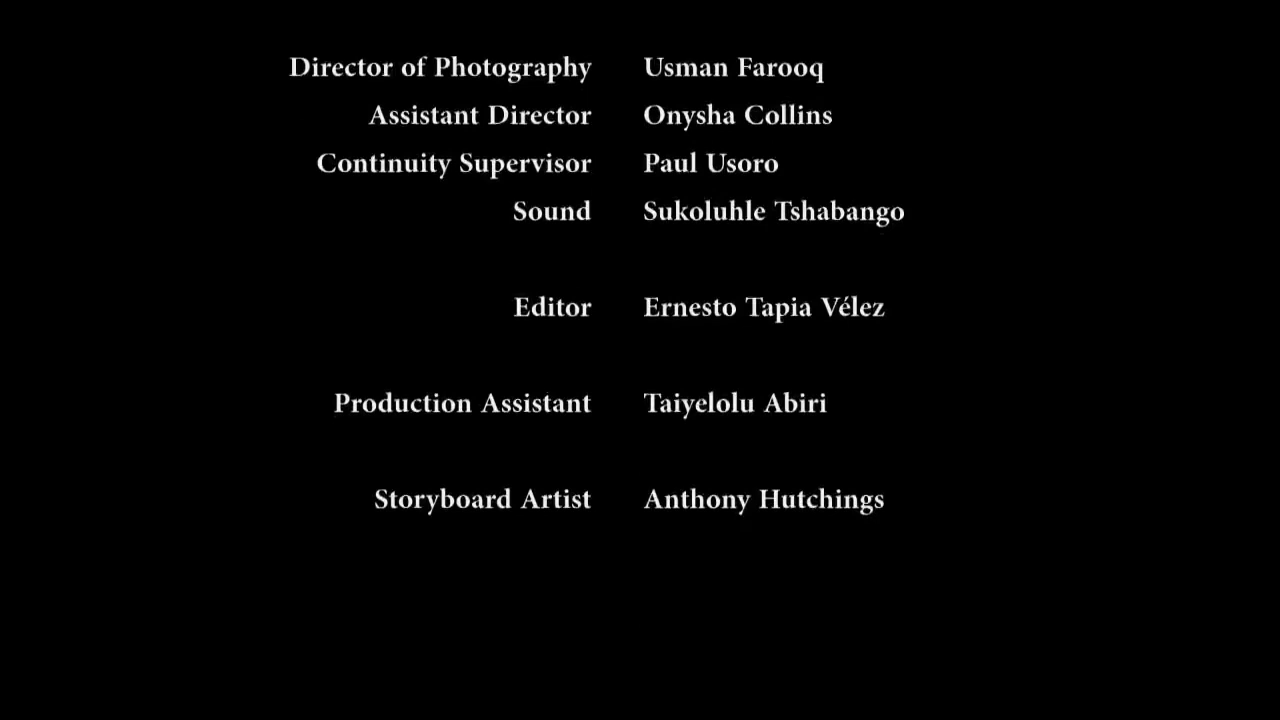 Director of Photography Usman Farooq
Assistant Director Onysha Collins
Continuity Supervisor Paul Usoro
Sound Sukoluhle Tshabango
Editor Ernesto Tapia Vélez
Production Assistant Taiyelolu Abiri
Storyboard Artist Anthony Hutchings